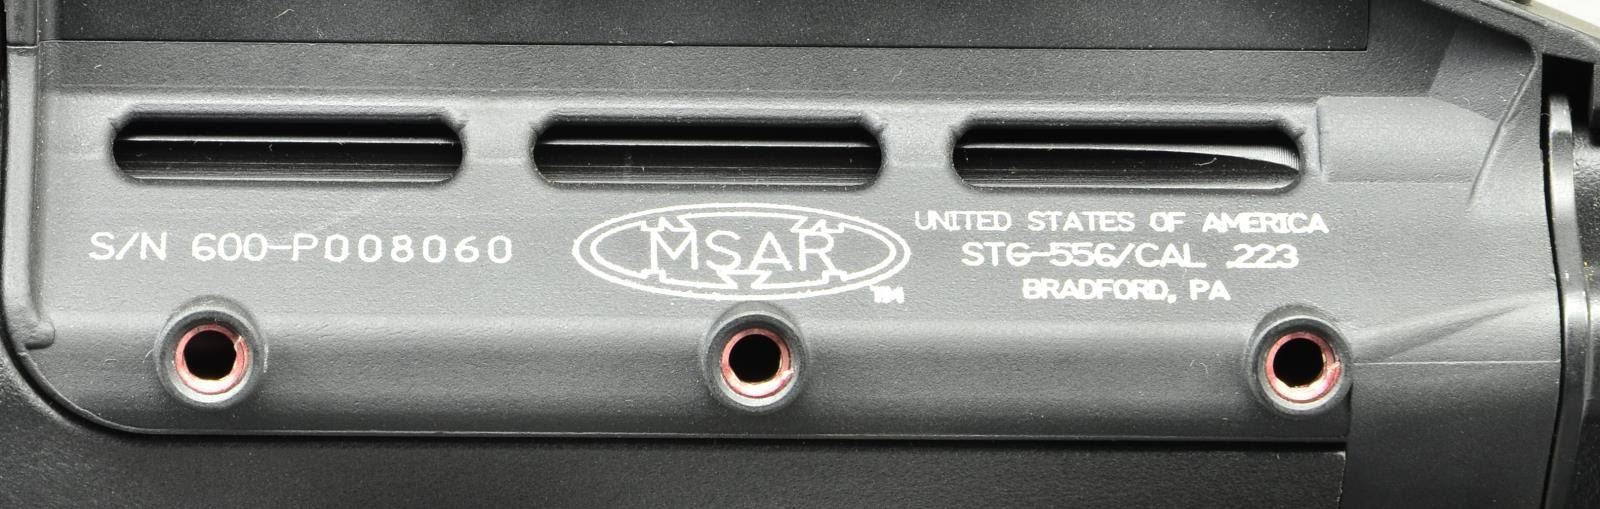 S/N 600-P008060
MSAR
TM
UNITED STATES OF AMERICA
STG-556/CAL .223
BRADFORD, PA